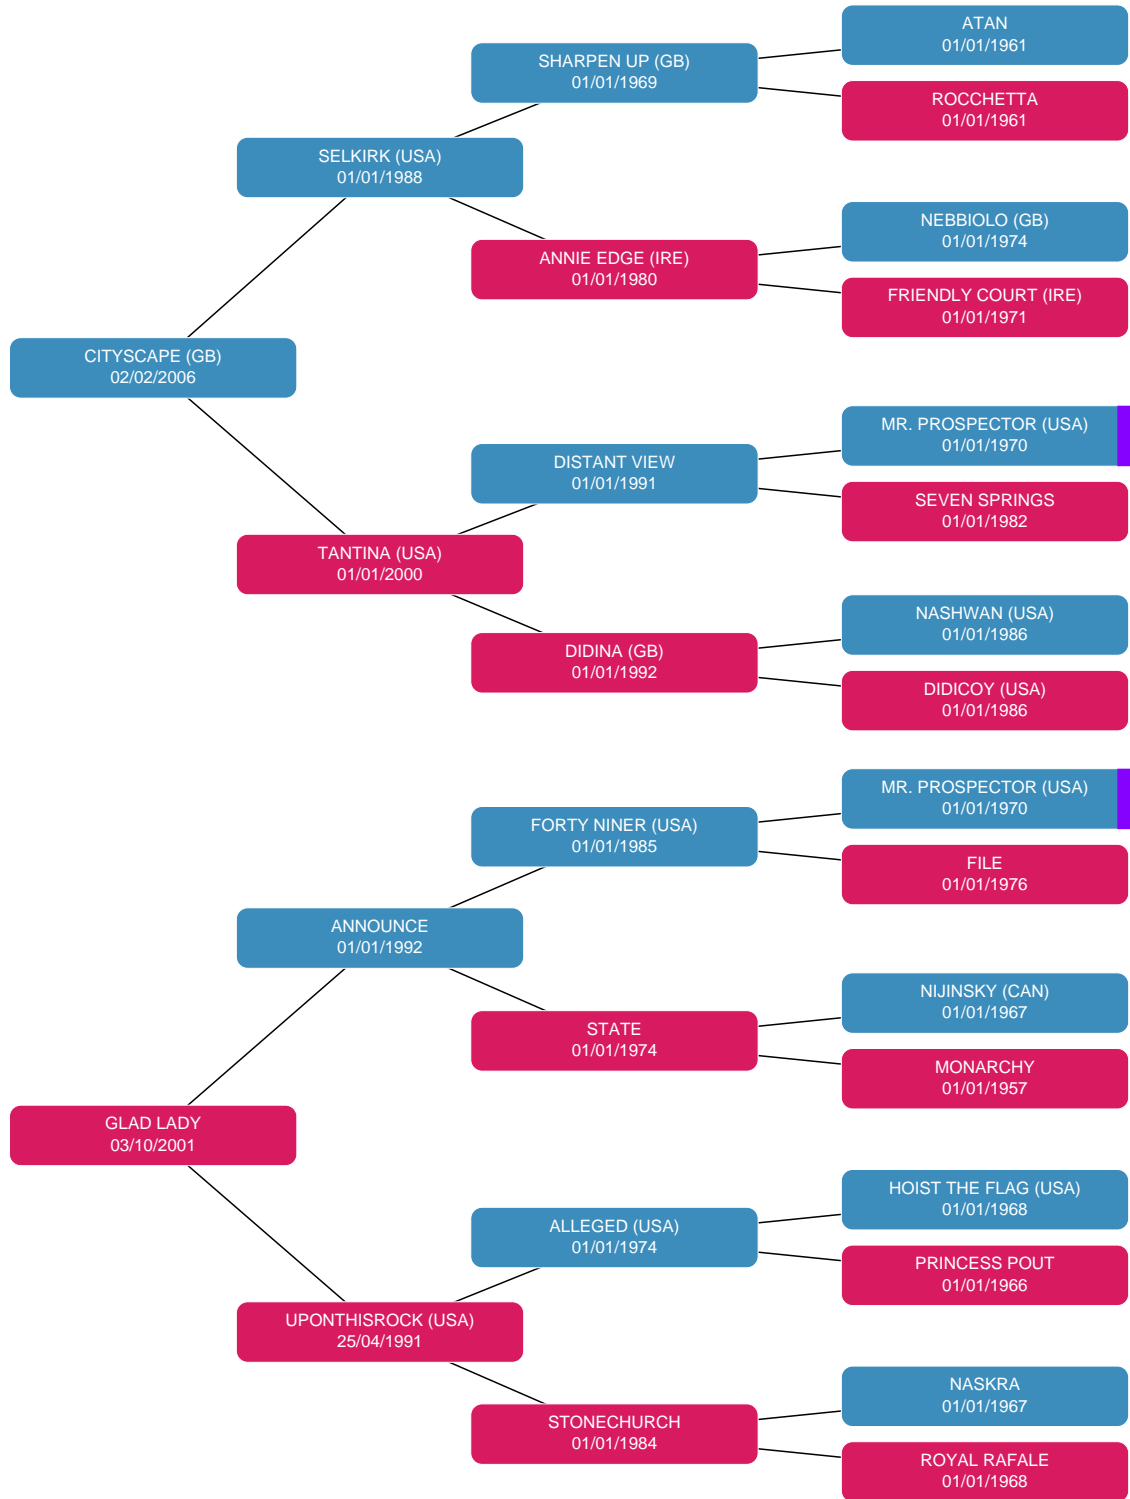 ATAN
01/01/1961
SHARPEN UP (GB)
01/01/1969
ROCCHETTA
01/01/1961
SELKIRK (USA)
01/01/1988
NEBBIOLO (GB)
01/01/1974
ANNIE EDGE (IRE)
01/01/1980
FRIENDLY COURT (IRE)
01/01/1971
CITYSCAPE (GB)
02/02/2006
MR. PROSPECTOR (USA)
01/01/1970
DISTANT VIEW
01/01/1991
SEVEN SPRINGS
01/01/1982
TANTINA (USA)
01/01/2000
NASHWAN (USA)
01/01/1986
DIDINA (GB)
01/01/1992
DIDICOY (USA)
01/01/1986
MR. PROSPECTOR (USA)
01/01/1970
FORTY NINER (USA)
01/01/1985
FILE
01/01/1976
ANNOUNCE
01/01/1992
NIJINSKY (CAN)
01/01/1967
STATE
01/01/1974
MONARCHY
01/01/1957
GLAD LADY
03/10/2001
HOIST THE FLAG (USA)
01/01/1968
ALLEGED (USA)
01/01/1974
PRINCESS POUT
01/01/1966
UPONTHISROCK (USA)
25/04/1991
NASKRA
01/01/1967
STONECHURCH
01/01/1984
ROYAL RAFALE
01/01/1968